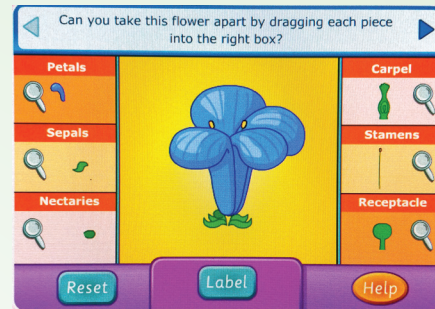 Can you take this flower apart by dragging each piece
into the right box?
Petals
Sepals
Nectaries
Carpel
Stamens
Receptacle
Reset
Label
Help